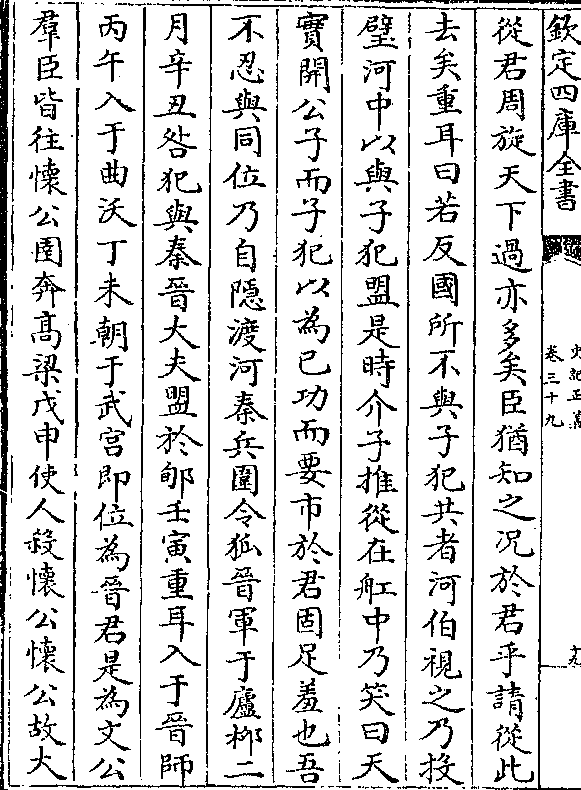 欽定四庫全書
史記正義
卷三十九
從君周旋天下過亦多矣臣猶知之况於君乎請從此
去矣重耳曰若反國所不與子犯共者河伯視之乃投
璧河中以與子犯盟是時介子推從在舡中乃笑曰天
實開公子而子犯以為已功而要市於君固足羞也吾
不忍與同位乃自隱渡河秦兵圍令狐晉軍于廬栁二
月辛丑咎犯與秦晉大夫盟於郇壬寅重耳入于晉師
丙午入于曲沃丁未朝于武宫即位為晉君是為文公
羣臣皆往懷公圉奔髙梁戊申使人殺懷公懷公故大